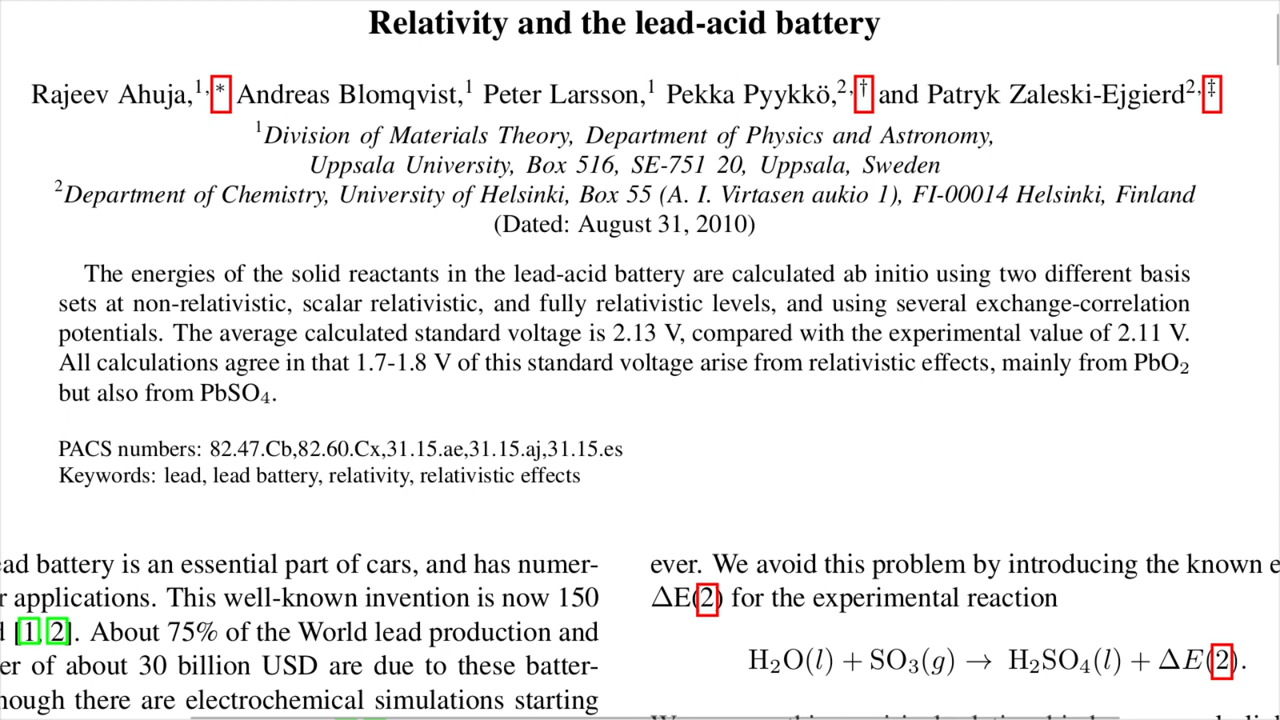 Relativity and the lead-acid battery
Rajeev Ahuja,1, * Andreas Blomqvist,1 Peter Larsson,1 Pekka Pyykkö,2, † and Patryk Zaleski-Ejgierd2, ‡
1Division of Materials Theory, Department of Physics and Astronomy,
Uppsala University, Box 516, SE-751 20, Uppsala, Sweden
2Department of Chemistry, University of Helsinki, Box 55 (A. I. Virtasen aukio 1), FI-00014 Helsinki, Finland
(Dated: August 31, 2010)
The energies of the solid reactants in the lead-acid battery are calculated ab initio using two different basis
sets at non-relativistic, scalar relativistic, and fully relativistic levels, and using several exchange-correlation
potentials. The average calculated standard voltage is 2.13 V, compared with the experimental value of 2.11 V.
All calculations agree in that 1.7-1.8 V of this standard voltage arise from relativistic effects, mainly from PbO2
but also from PbSO4.
PACS numbers: 82.47.Cb,82.60.Cx,31.15.ae,31.15.aj,31.15.es
Keywords: lead, lead battery, relativity, relativistic effects
ad battery is an essential part of cars, and has numer-
r applications. This well-known invention is now 150
[1, 2]. About 75% of the World lead production and
er of about 30 billion USD are due to these batter-
hough there are electrochemical simulations starting
ever. We avoid this problem by introducing the known e
ΔE(2) for the experimental reaction
H2O(l) + SO3(g) → H2SO4(l) + ΔE(2).